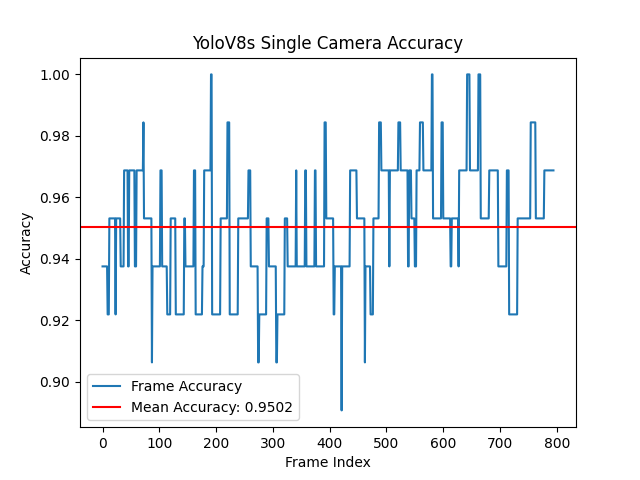 YoloV8s Single Camera Accuracy
1.00
0.98
0.96
0.94
0.92
0.90
Accuracy
Frame Accuracy
Mean Accuracy: 0.9502
0 100 200 300 400 500 600 700 800
Frame Index